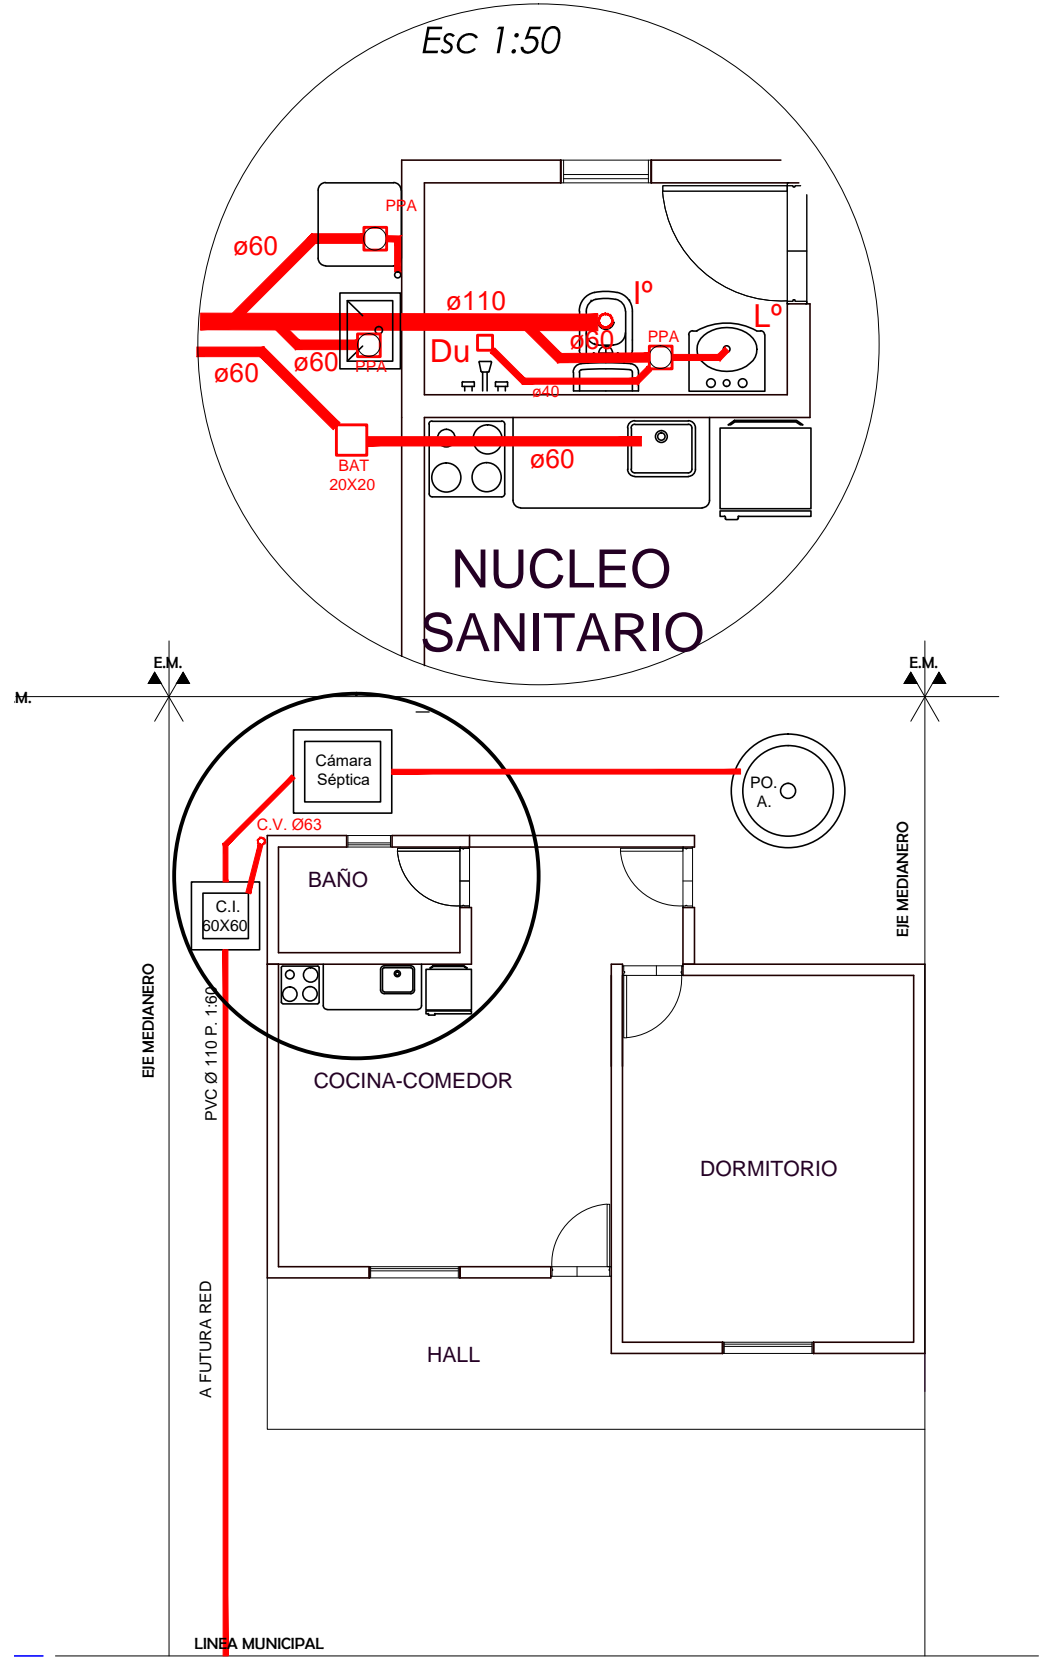 Esc 1:50
PPA
ø60
ø110
Iº
Lº
ø60
PPA
Du
ø60
PPA
ø60
ø40
BAT
20X20
ø60
NUCLEO
SANITARIO
E.M.
E.M.
.M.
Cámara
Séptica
PO.
A.
C.V. Ø63
BAÑO
C.I.
60X60
EJE MEDIANERO
EJE MEDIANERO
PVC Ø 110 P. 1:60
COCINA-COMEDOR
DORMITORIO
A FUTURA RED
HALL
LINEA MUNICIPAL